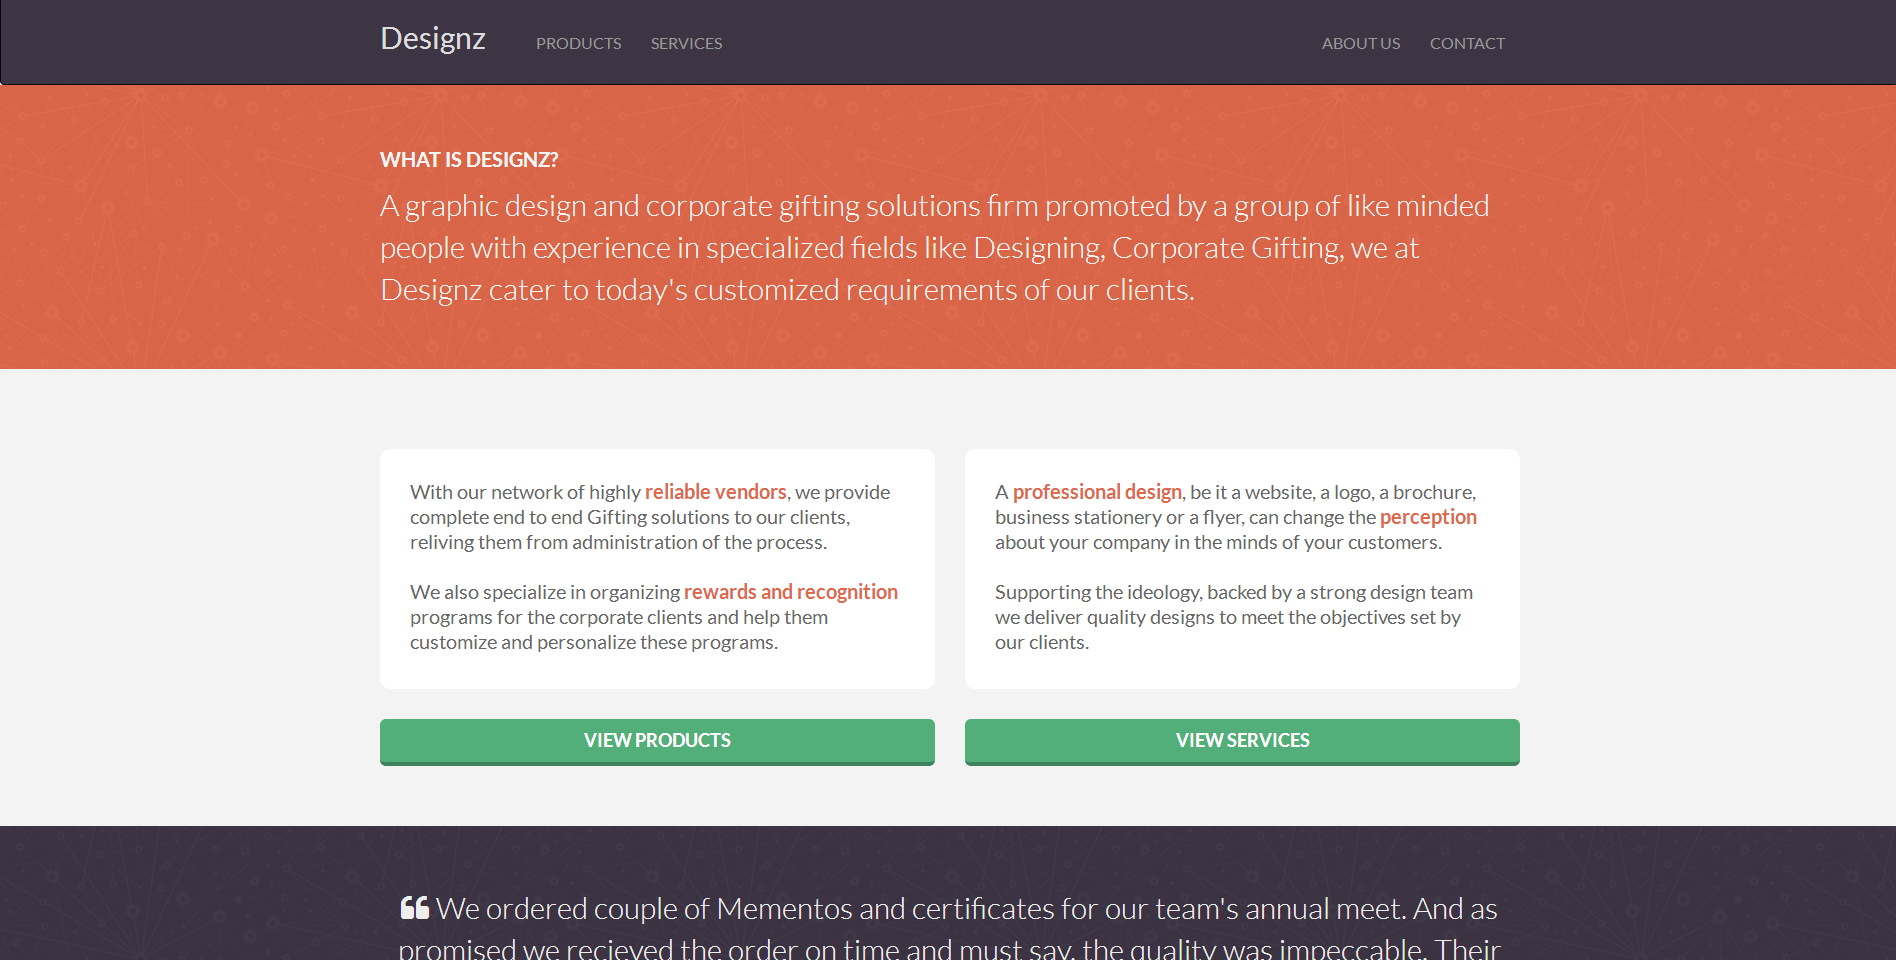 Designz PRODUCTS SERVICES ABOUT US CONTACT
WHAT IS DESIGNZ?
A graphic design and corporate gifting solutions firm promoted by a group of like minded
people with experience in specialized fields like Designing, Corporate Gifting, we at
Designz cater to today's customized requirements of our clients.
With our network of highly reliable vendors, we provide
complete end to end Gifting solutions to our clients,
reliving them from administration of the process.
We also specialize in organizing rewards and recognition
programs for the corporate clients and help them
customize and personalize these programs.
VIEW PRODUCTS
A professional design, be it a website, a logo, a brochure,
business stationery or a flyer, can change the perception
about your company in the minds of your customers.
Supporting the ideology, backed by a strong design team
we deliver quality designs to meet the objectives set by
our clients.
VIEW SERVICES
“ We ordered couple of Mementos and certificates for our team's annual meet. And as
promised we recieved the order on time and must say, the quality was impeccable. Their